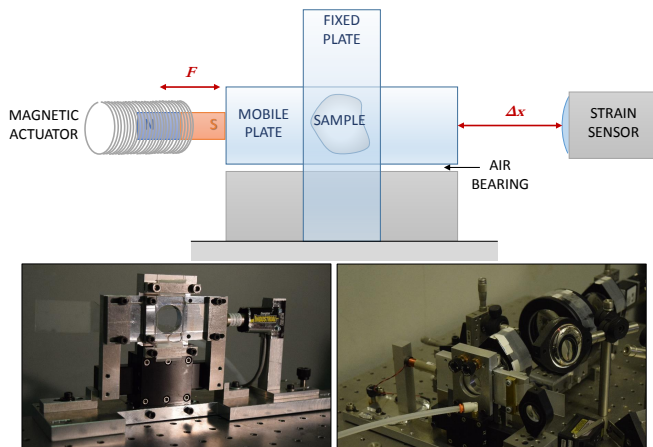 FIXED
PLATE
F
MAGNETIC
ACTUATOR
N
S
MOBILE
PLATE
SAMPLE
Δx
STRAIN
SENSOR
AIR
BEARING